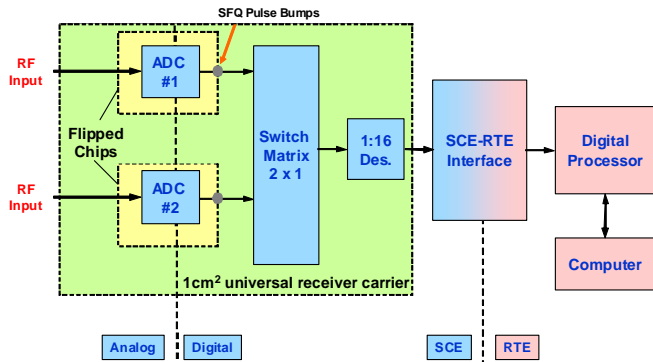 SFQ Pulse Bumps
RF
Input
ADC
#1
Flipped
Chips
Switch
Matrix
2 x 1
1:16
Des.
SCE-RTE
Interface
Digital
Processor
RF
Input
ADC
#2
Computer
1cm² universal receiver carrier
Analog
Digital
SCE
RTE